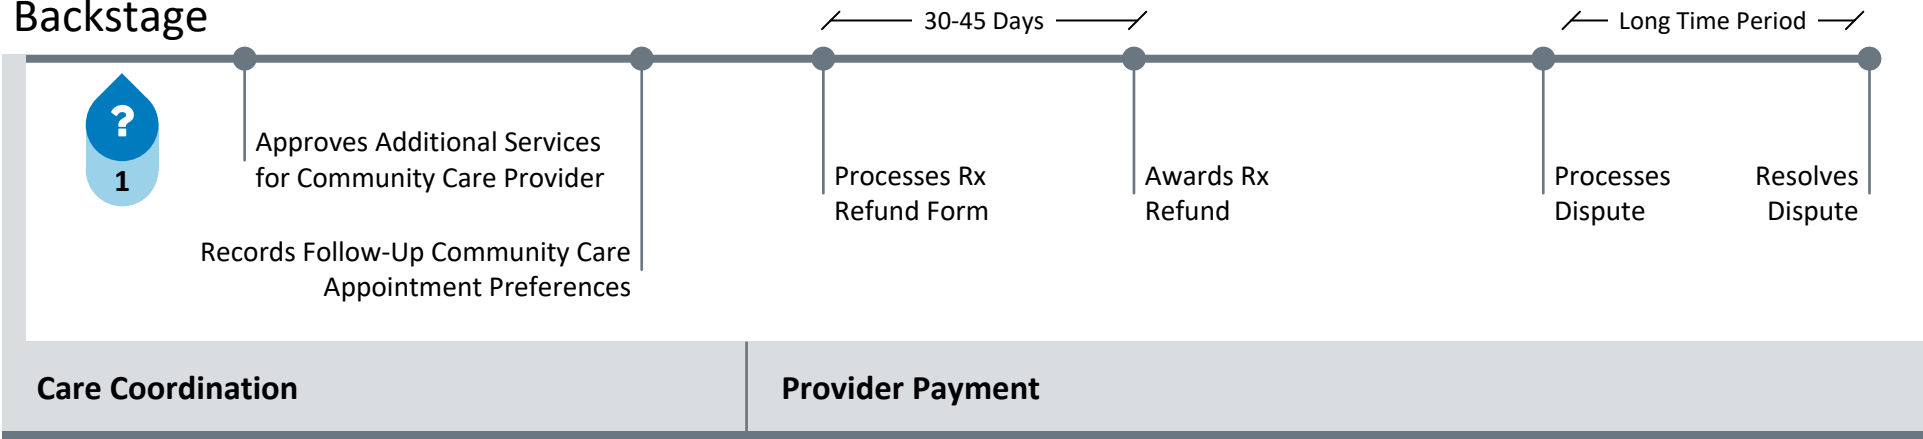 Backstage
30-45 Days
Long Time Period
?
1
Approves Additional Services
for Community Care Provider
Records Follow-Up Community Care
Appointment Preferences
Processes Rx
Refund Form
Awards Rx
Refund
Processes
Dispute
Resolves
Dispute
Care Coordination
Provider Payment